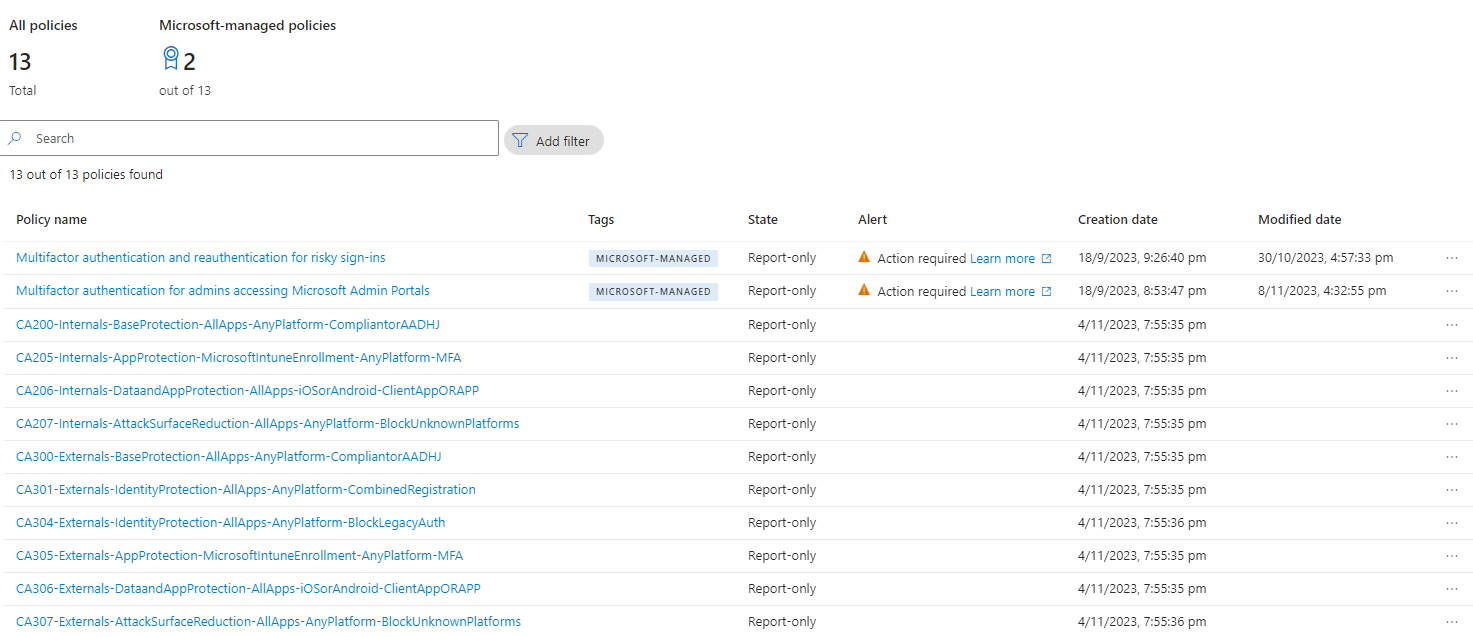 All policies Microsoft-managed policies
13 2
Total out of 13
Search Add filter
13 out of 13 policies found
Policy name Tags State Alert Creation date Modified date
Multifactor authentication and reauthentication for risky sign-ins MICROSOFT-MANAGED Report-only Action required Learn more 18/9/2023, 9:26:40 pm 30/10/2023, 4:57:33 pm ...
Multifactor authentication for admins accessing Microsoft Admin Portals MICROSOFT-MANAGED Report-only Action required Learn more 18/9/2023, 8:53:47 pm 8/11/2023, 4:32:55 pm ...
CA200-Internals-BaseProtection-AllApps-AnyPlatform-CompliantorAADHJ Report-only 4/11/2023, 7:55:35 pm ...
CA205-Internals-AppProtection-MicrosoftIntuneEnrollment-AnyPlatform-MFA Report-only 4/11/2023, 7:55:35 pm ...
CA206-Internals-DataandAppProtection-AllApps-iOSorAndroid-ClientAppORAPP Report-only 4/11/2023, 7:55:35 pm ...
CA207-Internals-AttackSurfaceReduction-AllApps-AnyPlatform-BlockUnknownPlatforms Report-only 4/11/2023, 7:55:35 pm ...
CA300-Externals-BaseProtection-AllApps-AnyPlatform-CompliantorAADHJ Report-only 4/11/2023, 7:55:35 pm ...
CA301-Externals-IdentityProtection-AllApps-AnyPlatform-CombinedRegistration Report-only 4/11/2023, 7:55:35 pm ...
CA304-Externals-IdentityProtection-AllApps-AnyPlatform-BlockLegacyAuth Report-only 4/11/2023, 7:55:36 pm ...
CA305-Externals-AppProtection-MicrosoftIntuneEnrollment-AnyPlatform-MFA Report-only 4/11/2023, 7:55:35 pm ...
CA306-Externals-DataandAppProtection-AllApps-iOSorAndroid-ClientAppORAPP Report-only 4/11/2023, 7:55:36 pm ...
CA307-Externals-AttackSurfaceReduction-AllApps-AnyPlatform-BlockUnknownPlatforms Report-only 4/11/2023, 7:55:36 pm ...